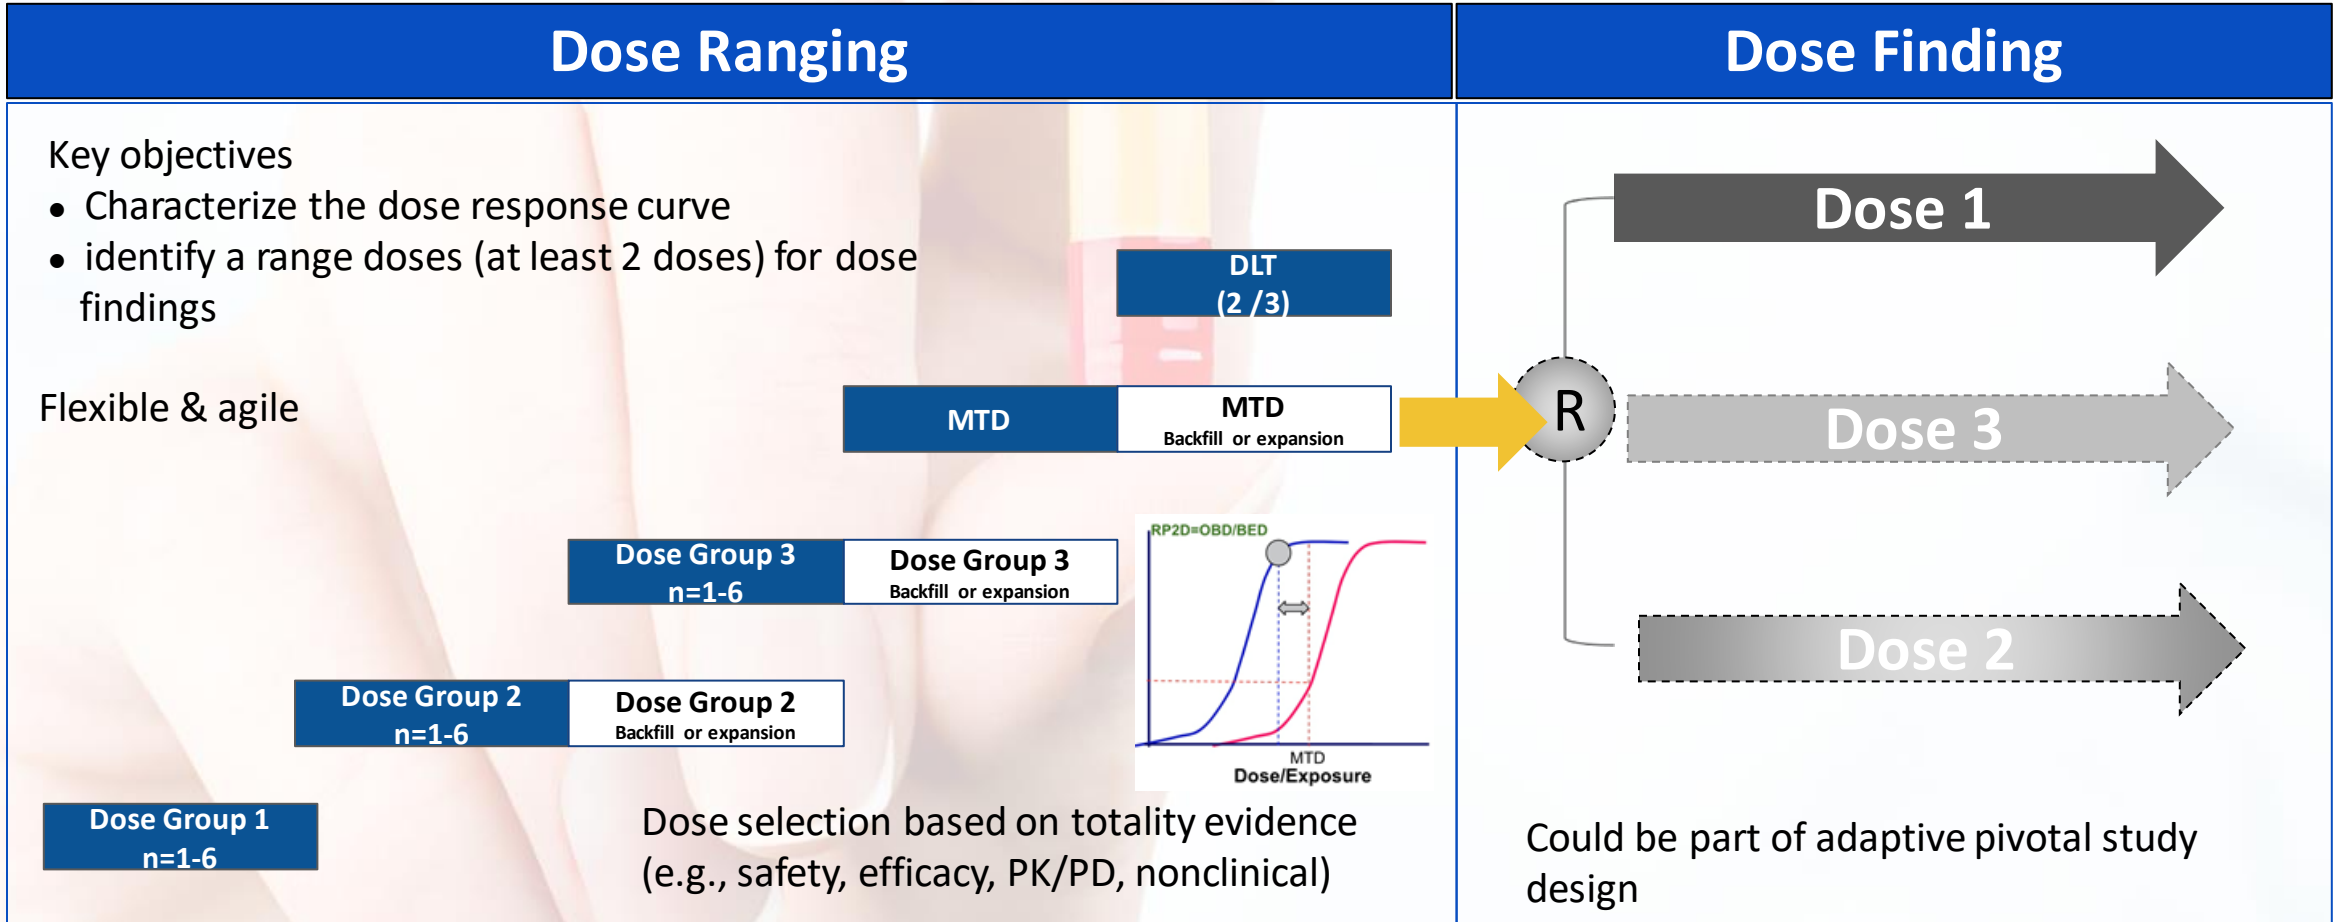 Dose Ranging
Dose Finding
Key objectives
• Characterize the dose response curve
• identify a range doses (at least 2 doses) for dose
findings
Flexible & agile
DLT
(2 /3)
MTD
MTD
Backfill or expansion
Dose Group 3
n=1-6
Dose Group 3
Backfill or expansion
Dose Group 2
n=1-6
Dose Group 2
Backfill or expansion
Dose Group 1
n=1-6
RP2D=OBD/BED
MTD
Dose/Exposure
Dose selection based on totality evidence
(e.g., safety, efficacy, PK/PD, nonclinical)
R
Dose 1
Dose 3
Dose 2
Could be part of adaptive pivotal study
design